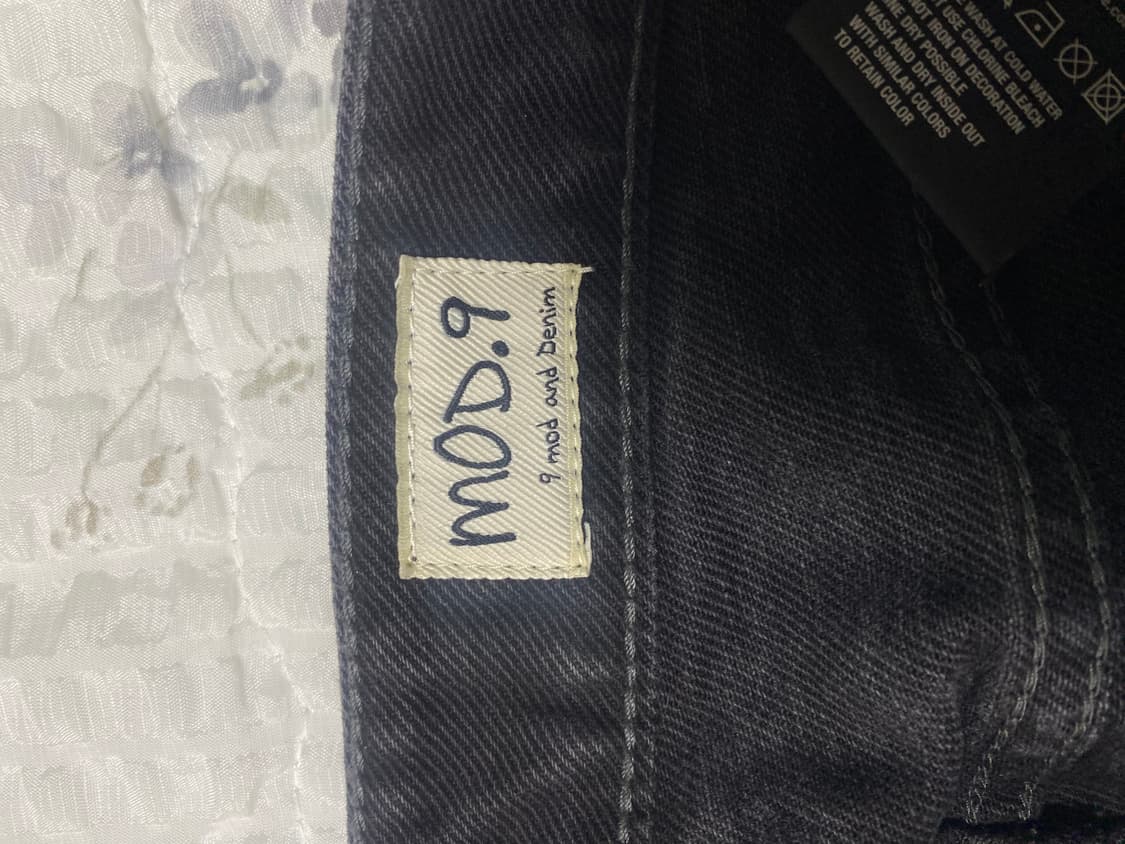 MOD.9
9 mod and Denim
WASH AT COLD WATER
USE CHLORINE BLEACH
NOT IRON ON DECORATION
DRY POSSIBLE
WASH AND DRY INSIDE OUT
WITH SIMILAR COLORS
TO RETAIN COLOR